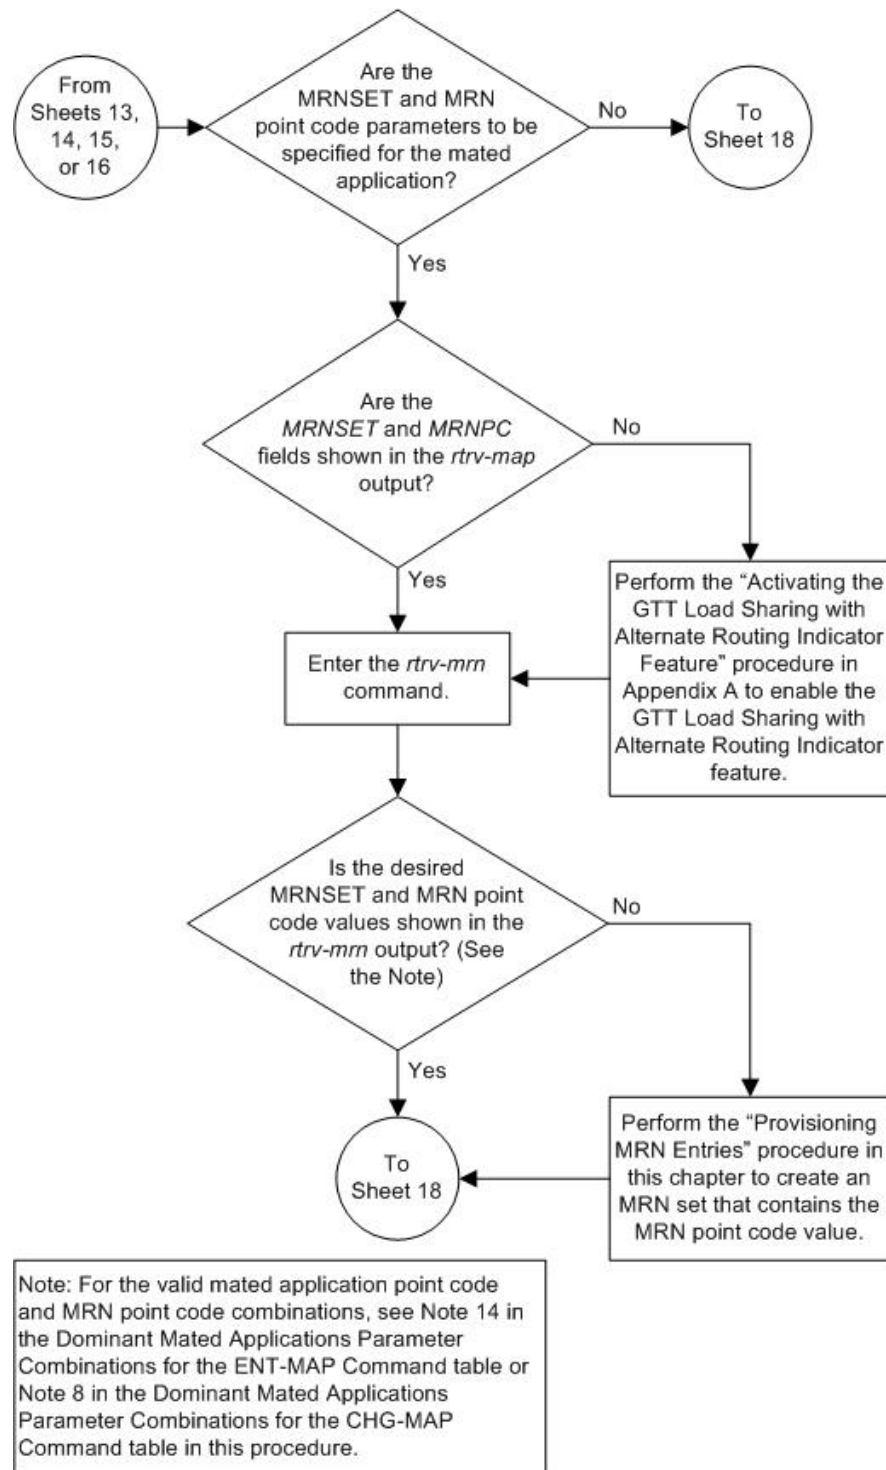 From
Sheets 13,
14, 15,
or 16
Are the
MRNSET and MRN
point code parameters to be
specified for the mated
application?
No
To
Sheet 18
Yes
Are the
MRNSET and MRNPC
fields shown in the rtrv-map
output?
No
Yes
Perform the “Activating the
GTT Load Sharing with
Alternate Routing Indicator
Feature” procedure in
Appendix A to enable the
GTT Load Sharing with
Alternate Routing Indicator
feature.
Enter the rtrv-mrn
command.
Is the desired
MRNSET and MRN point
code values shown in the
rtrv-mrn output? (See
the Note)
No
Yes
To
Sheet 18
Perform the “Provisioning
MRN Entries” procedure in
this chapter to create an
MRN set that contains the
MRN point code value.
Note: For the valid mated application point code
and MRN point code combinations, see Note 14 in
the Dominant Mated Applications Parameter
Combinations for the ENT-MAP Command table or
Note 8 in the Dominant Mated Applications
Parameter Combinations for the CHG-MAP
Command table in this procedure.